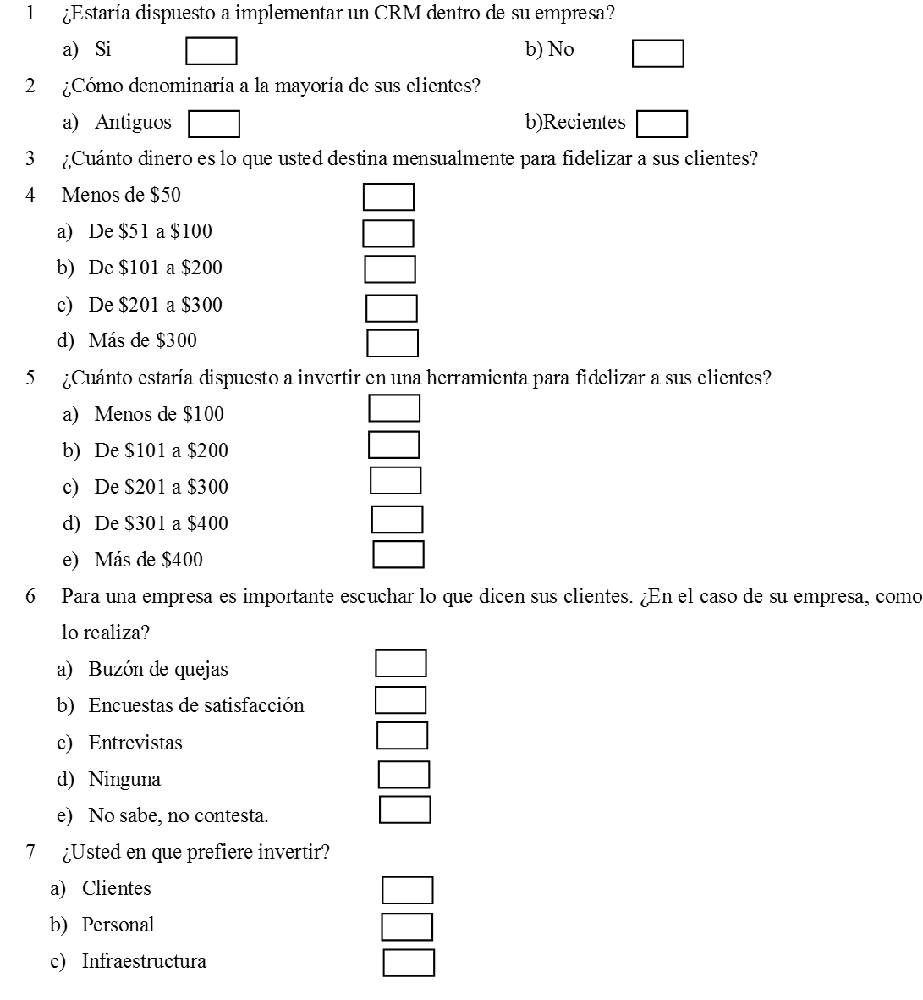 1 ¿Estaría dispuesto a implementar un CRM dentro de su empresa?
a) Si b) No
2 ¿Cómo denominaría a la mayoría de sus clientes?
a) Antiguos b)Recientes
3 ¿Cuánto dinero es lo que usted destina mensualmente para fidelizar a sus clientes?
4 Menos de $50
a) De $51 a $100
b) De $101 a $200
c) De $201 a $300
d) Más de $300
5 ¿Cuánto estaría dispuesto a invertir en una herramienta para fidelizar a sus clientes?
a) Menos de $100
b) De $101 a $200
c) De $201 a $300
d) De $301 a $400
e) Más de $400
6 Para una empresa es importante escuchar lo que dicen sus clientes. ¿En el caso de su empresa, como
lo realiza?
a) Buzón de quejas
b) Encuestas de satisfacción
c) Entrevistas
d) Ninguna
e) No sabe, no contesta.
7 ¿Usted en que prefiere invertir?
a) Clientes
b) Personal
c) Infraestructura